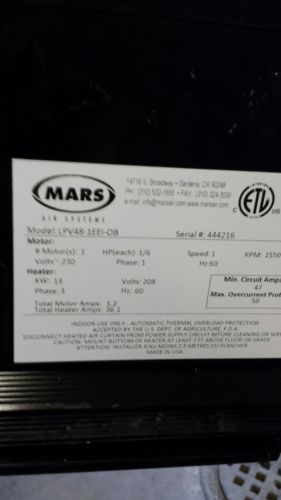 MARS
AIR SYSTEMS
14716 S. Broadway • Gardena, CA 90248
PH : (310) 532-1555 • FAX : (310) 324-3030
e-mail: info@marsair.com www.marsair.com
C ETL US
INTERTEK
Model: LPV48-1EEI-OB Serial #: 444216
Motor:
# Motor(s): 1 HP(each): 1/6 Speed: 1 RPM: 1550
Volts~ 230 Phase: 1 Hz:60
Heater:
KW: 13 Volts:208
Phase: 3 Hz: 60
Min. Circuit Amp
47
Max. Overcurrent Prot
50
Total Motor Amps: 1.2
Total Heater Amps: 36.1
INDOOR USE ONLY - AUTOMATIC THERMAL OVERLOAD PROTECTION
ACCEPTED BY THE U.S. DEPT. OF AGRICULTURE, F.D.A.
DISCONNECT HEATED AIR CURTAIN FROM POWER SUPPLY CIRCUIT BEFORE CLEANING
CAUTION: MOUNT BOTTOM OF HEATER AT LEAST 7 FT ABOVE FLOOR OR GRADE
ATTENTION: INSTALLER A'AU MOINS 2,5 METRES DU PLANCHER
MADE IN USA